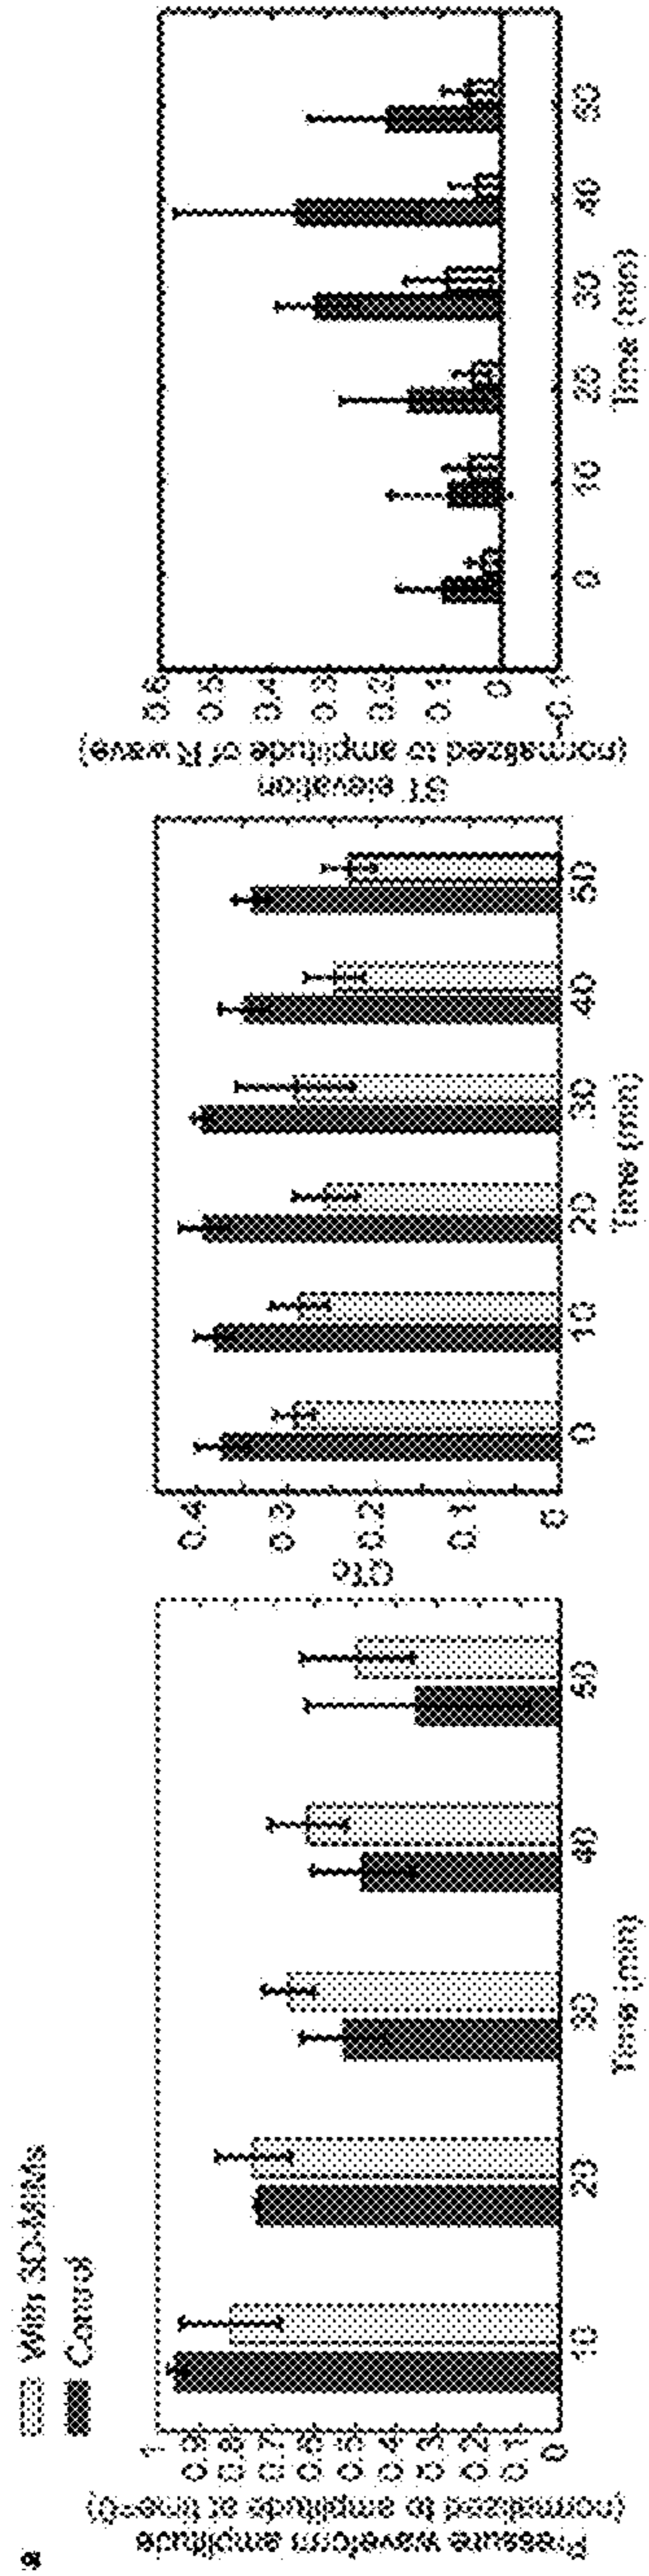 a
With 3D-MIMs
Control
Pressure waveform amplitude
(normalized to amplitude at time 0)
1
0.9
0.8
0.7
0.6
0.5
0.4
0.3
0.2
0.1
0
10 20 30 40 50
Time (min)
QTc
0.4
0.3
0.2
0.1
0
0 10 20 30 40 50
Time (min)
ST elevation
(normalized to amplitude of R wave)
0.6
0.5
0.4
0.3
0.2
0.1
0
-0.1
0 10 20 30 40 50
Time (min)